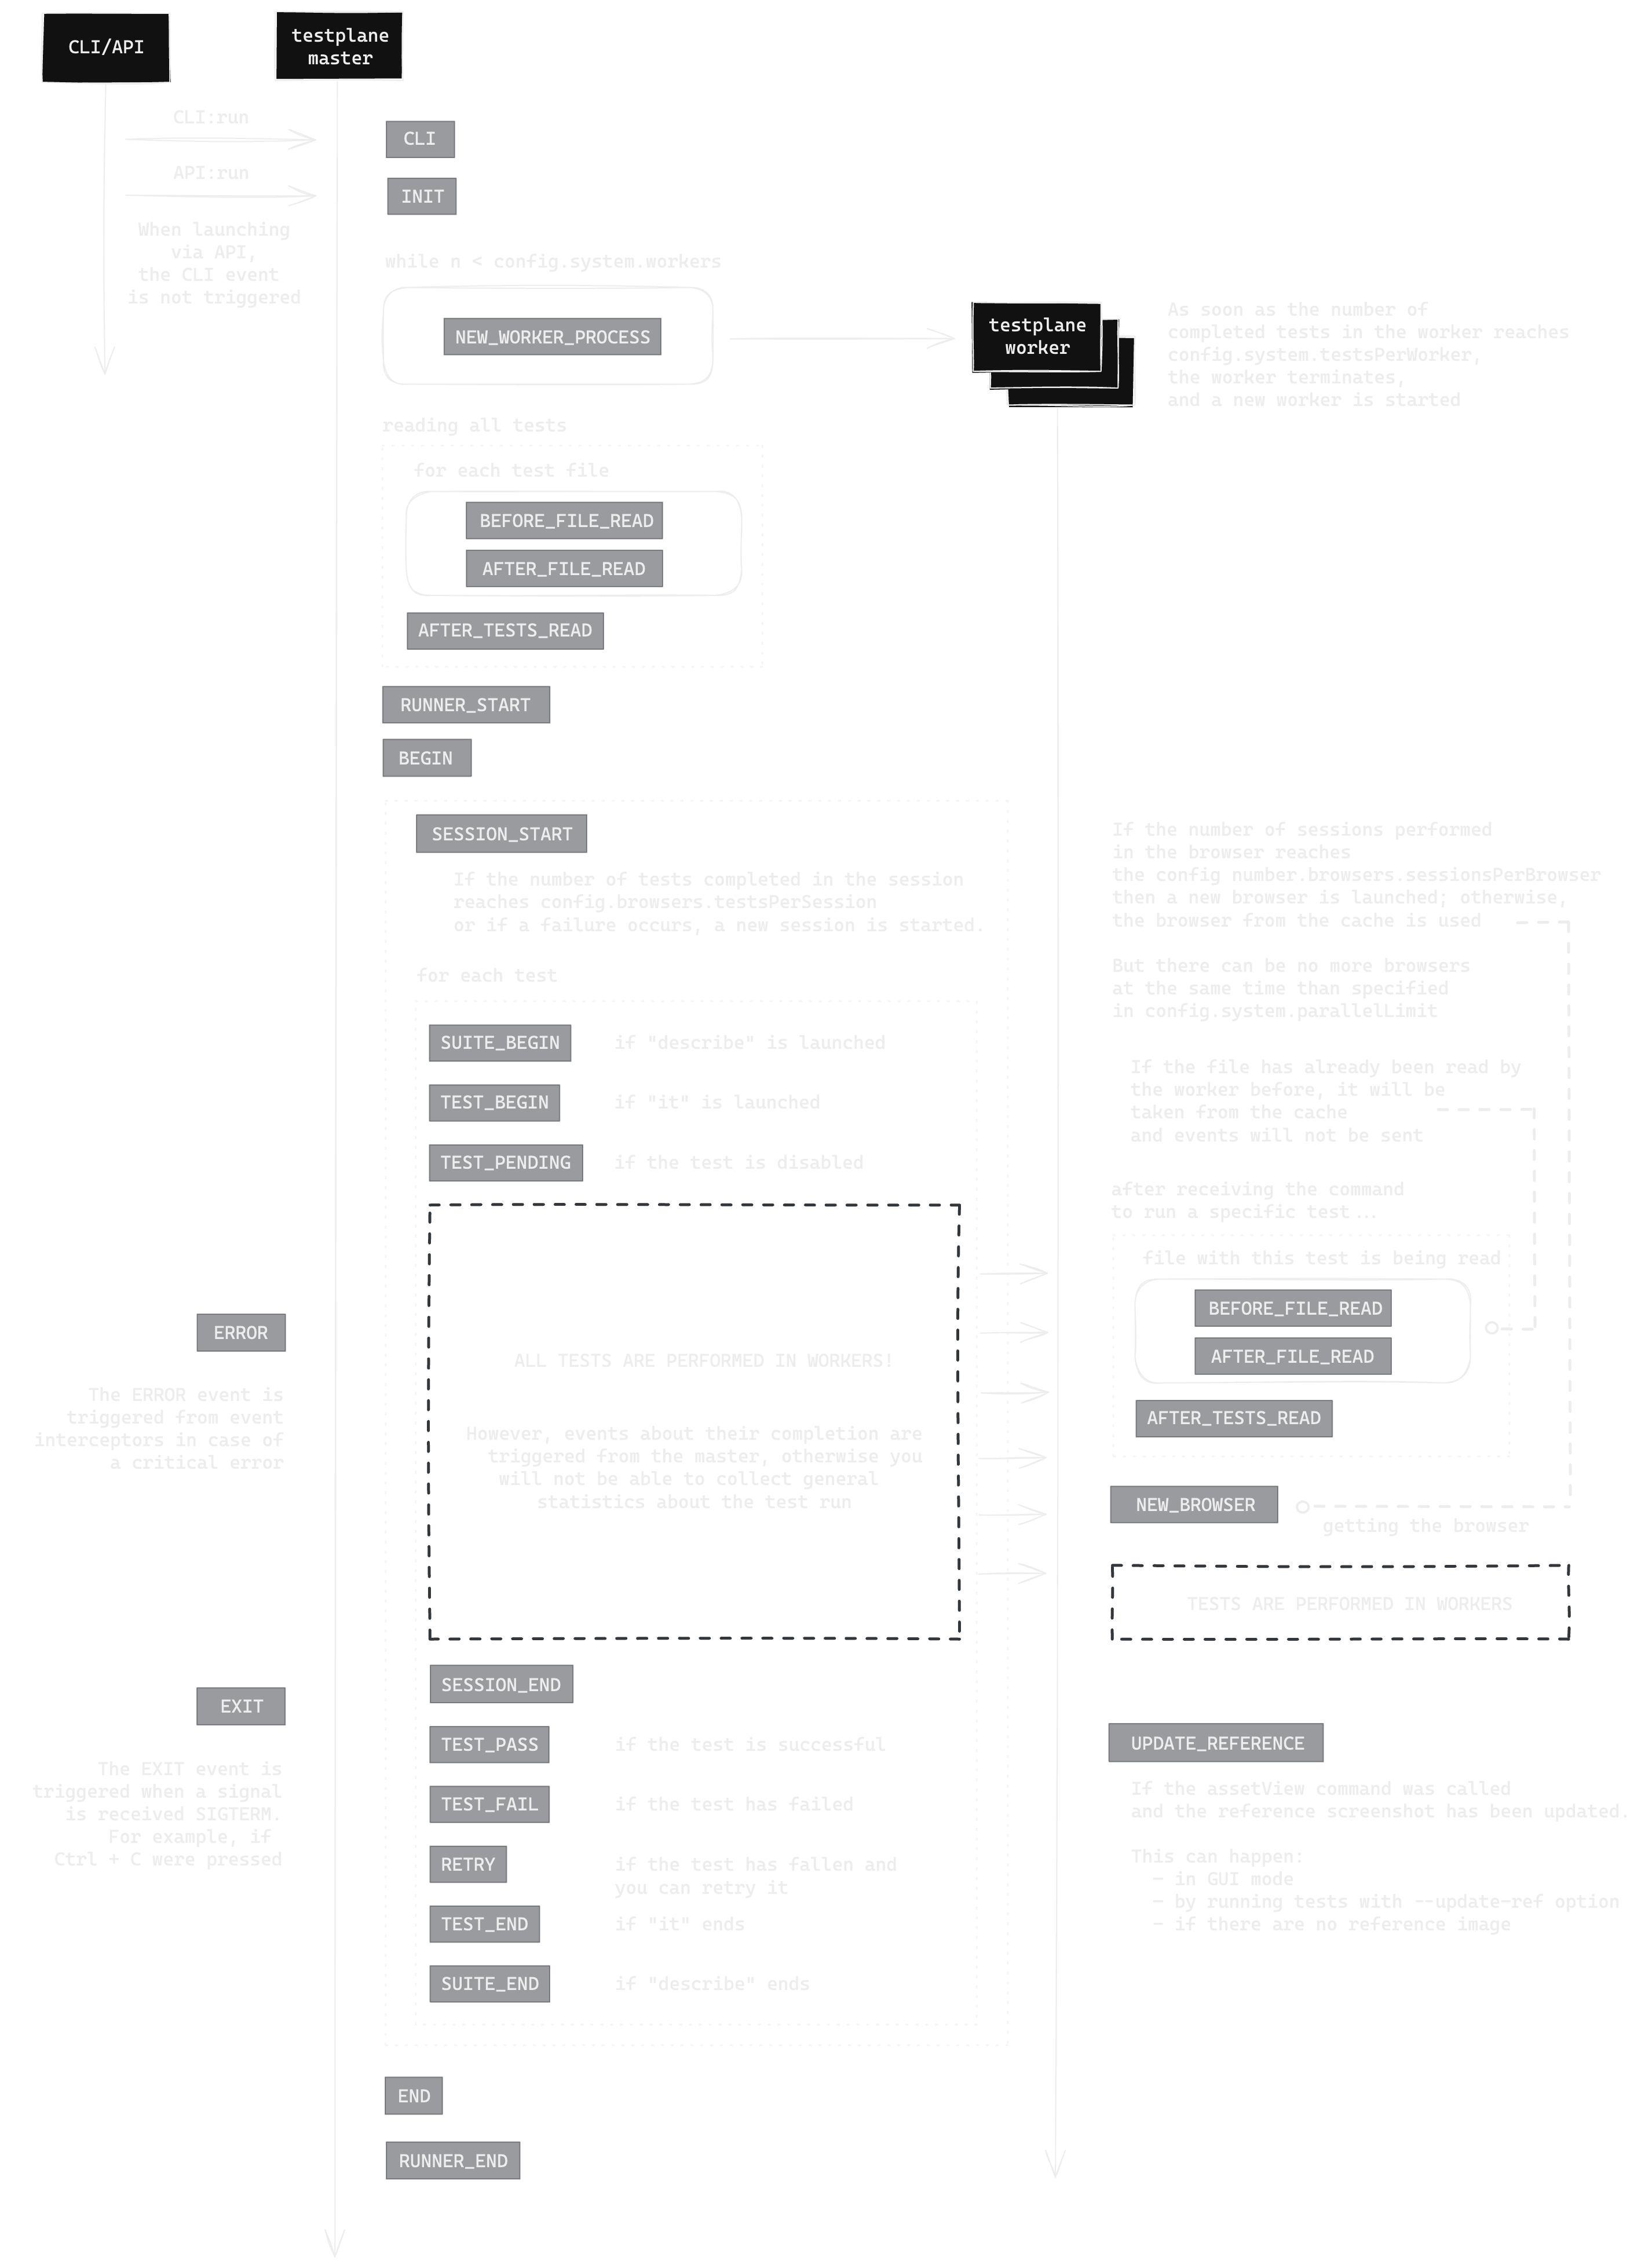 CLI/API
testplane
master
CLI:run
API:run
When launching
via API,
the CLI event
is not triggered
CLI
INIT
while n < config.system.workers
NEW_WORKER_PROCESS
testplane
worker
As soon as the number of
completed tests in the worker reaches
config.system.testsPerWorker,
the worker terminates,
and a new worker is started
reading all tests
for each test file
BEFORE_FILE_READ
AFTER_FILE_READ
AFTER_TESTS_READ
RUNNER_START
BEGIN
SESSION_START
If the number of tests completed in the session
reaches config.browsers.testsPerSession
or if a failure occurs, a new session is started.
for each test
SUITE_BEGIN
if "describe" is launched
TEST_BEGIN
if "it" is launched
TEST_PENDING
if the test is disabled
ALL TESTS ARE PERFORMED IN WORKERS!
However, events about their completion are
triggered from the master, otherwise you
will not be able to collect general
statistics about the test run
SESSION_END
TEST_PASS
if the test is successful
TEST_FAIL
if the test has failed
RETRY
if the test has fallen and
you can retry it
TEST_END
if "it" ends
SUITE_END
if "describe" ends
END
RUNNER_END
ERROR
The ERROR event is
triggered from event
interceptors in case of
a critical error
EXIT
The EXIT event is
triggered when a signal
is received SIGTERM.
For example, if
Ctrl + C were pressed
If the number of sessions performed
in the browser reaches
the config number.browsers.sessionsPerBrowser
then a new browser is launched; otherwise,
the browser from the cache is used
But there can be no more browsers
at the same time than specified
in config.system.parallelLimit
If the file has already been read by
the worker before, it will be
taken from the cache
and events will not be sent
after receiving the command
to run a specific test...
file with this test is being read
BEFORE_FILE_READ
AFTER_FILE_READ
AFTER_TESTS_READ
NEW_BROWSER
getting the browser
TESTS ARE PERFORMED IN WORKERS
UPDATE_REFERENCE
If the assetView command was called
and the reference screenshot has been updated.
This can happen:
- in GUI mode
- by running tests with --update-ref option
- if there are no reference image